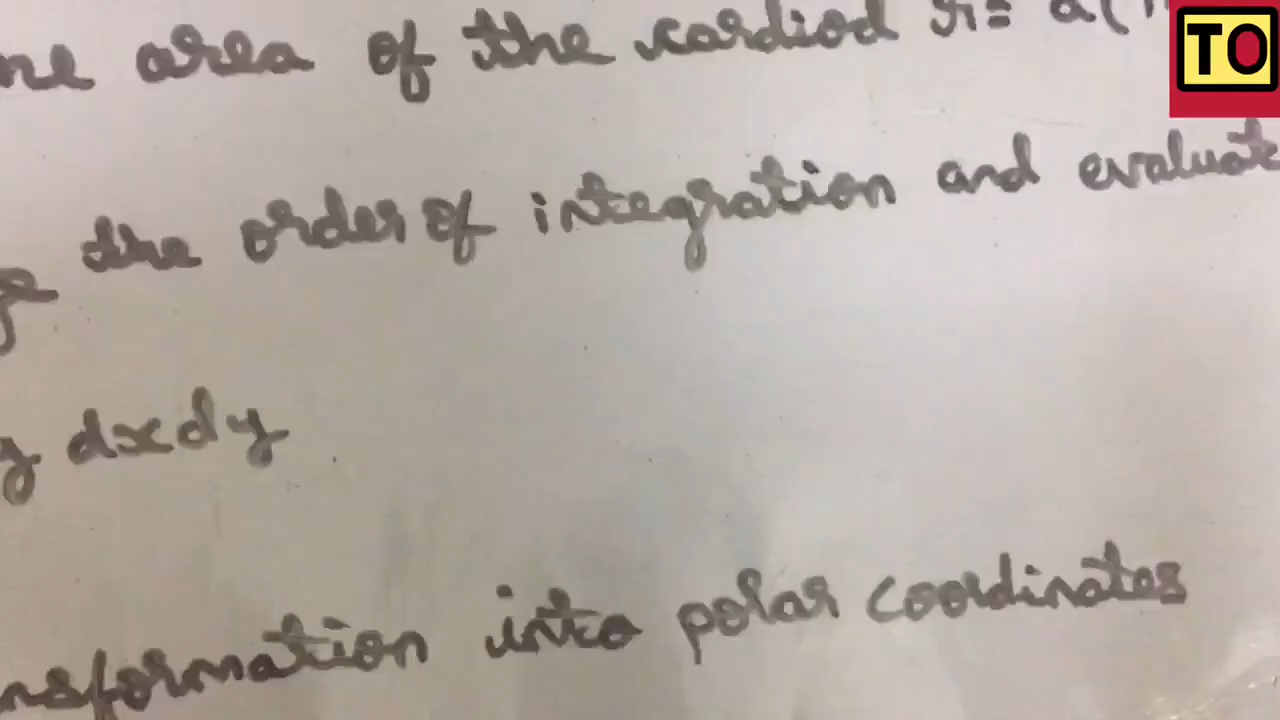 area of the cardiod r= a(
TO
the order of integration and evaluate
y dxdy
nsformation into polar coordinates